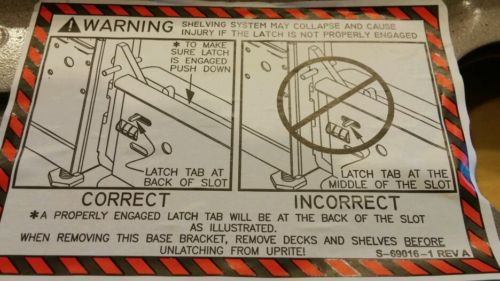 WARNING SHELVING SYSTEM MAY COLLAPSE AND CAUSE
INJURY IF THE LATCH IS NOT PROPERLY ENGAGED
* TO MAKE
SURE LATCH
IS ENGAGED
PUSH DOWN
LATCH TAB AT
BACK OF SLOT
LATCH TAB AT THE
MIDDLE OF THE SLOT
CORRECT
INCORRECT
*A PROPERLY ENGAGED LATCH TAB WILL BE AT THE BACK OF THE SLOT
AS ILLUSTRATED.
WHEN REMOVING THIS BASE BRACKET, REMOVE DECKS AND SHELVES BEFORE
UNLATCHING FROM UPRITE!
S-69016-1 REV A